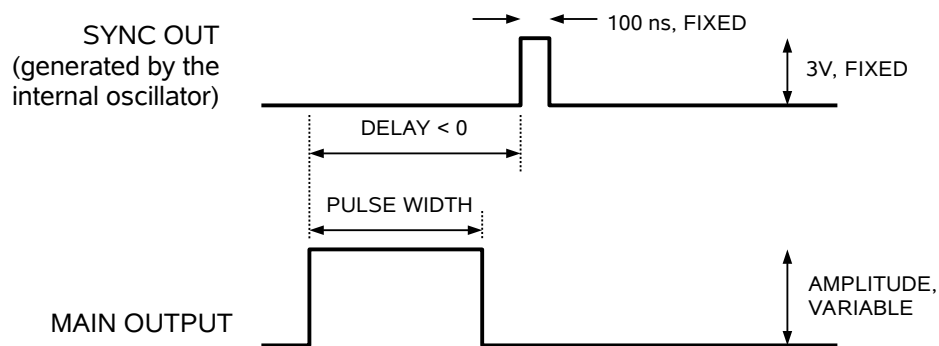 100 ns, FIXED
SYNC OUT
(generated by the
internal oscillator)
3V, FIXED
DELAY < 0
PULSE WIDTH
AMPLITUDE,
VARIABLE
MAIN OUTPUT